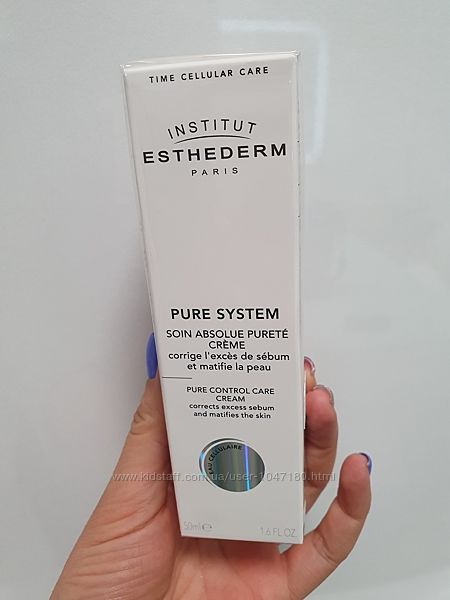 TIME CELLULAR CARE
INSTITUT
ESTHEDERM
PARIS
PURE SYSTEM
SOIN ABSOLUE PURETÉ
CRÈME
corrige l'excès de sébum
et matifie la peau
PURE CONTROL CARE
CREAM
corrects excess sebum
and matifies the skin
EAU CELLULAIRE
www.kidstaff.com.ua/user-1047180.html
50ml℮ 1.6 FL.OZ.